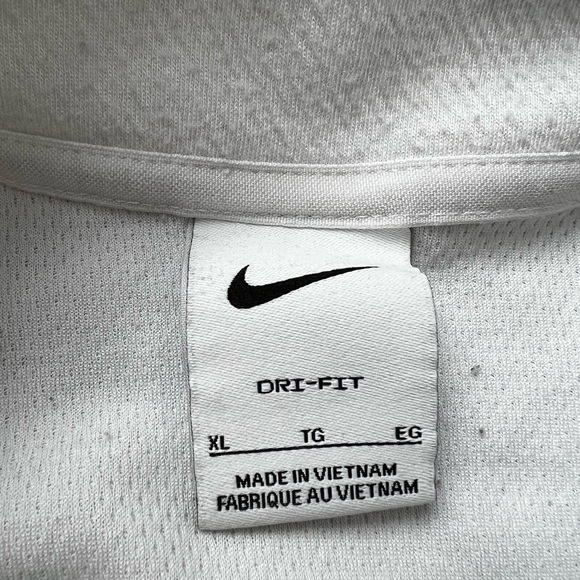 DRI-FIT
XL TG EG
MADE IN VIETNAM
FABRIQUE AU VIETNAM